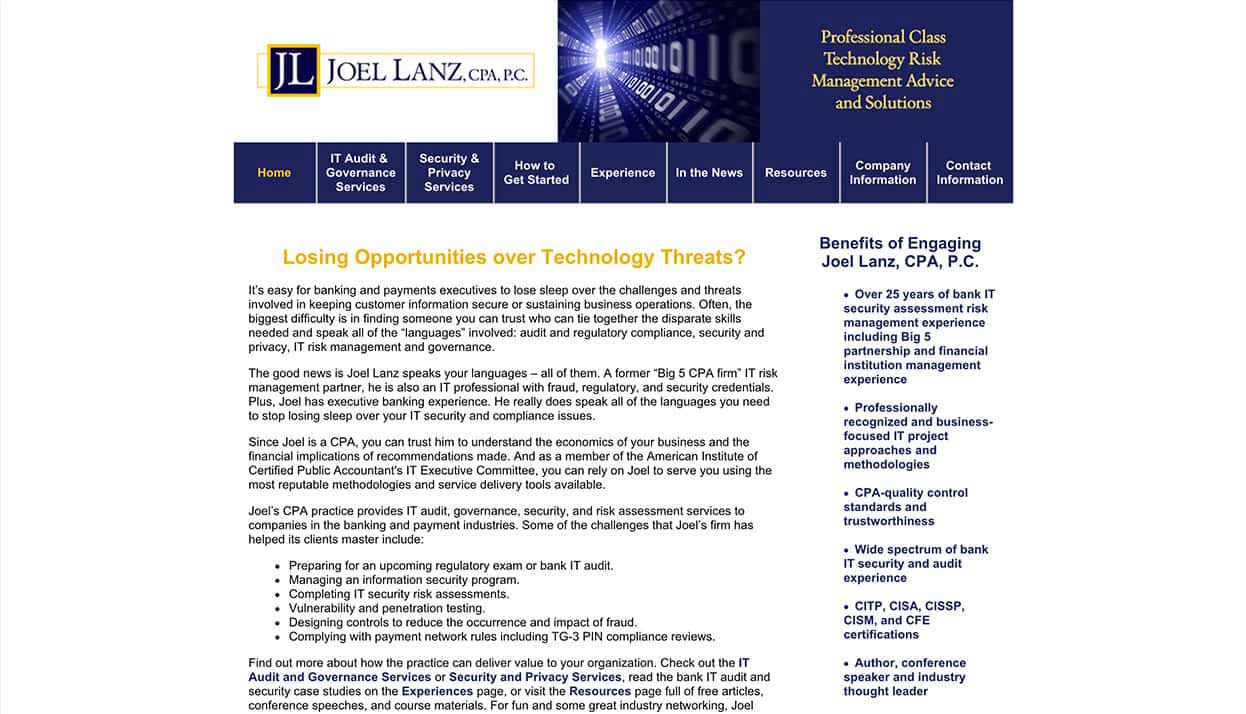 JL JOEL LANZ, CPA, P.C.
Professional Class
Technology Risk
Management Advice
and Solutions
Home
IT Audit &
Governance
Services
Security &
Privacy
Services
How to
Get Started
Experience
In the News
Resources
Company
Information
Contact
Information
Losing Opportunities over Technology Threats?
It's easy for banking and payments executives to lose sleep over the challenges and threats
involved in keeping customer information secure or sustaining business operations. Often, the
biggest difficulty is in finding someone you can trust who can tie together the disparate skills
needed and speak all of the “languages” involved: audit and regulatory compliance, security and
privacy, IT risk management and governance.
The good news is Joel Lanz speaks your languages – all of them. A former “Big 5 CPA firm” IT risk
management partner, he is also an IT professional with fraud, regulatory, and security credentials.
Plus, Joel has executive banking experience. He really does speak all of the languages you need
to stop losing sleep over your IT security and compliance issues.
Since Joel is a CPA, you can trust him to understand the economics of your business and the
financial implications of recommendations made. And as a member of the American Institute of
Certified Public Accountant's IT Executive Committee, you can rely on Joel to serve you using the
most reputable methodologies and service delivery tools available.
Joel’s CPA practice provides IT audit, governance, security, and risk assessment services to
companies in the banking and payment industries. Some of the challenges that Joel’s firm has
helped its clients master include:
• Preparing for an upcoming regulatory exam or bank IT audit.
• Managing an information security program.
• Completing IT security risk assessments.
• Vulnerability and penetration testing.
• Designing controls to reduce the occurrence and impact of fraud.
• Complying with payment network rules including TG-3 PIN compliance reviews.
Find out more about how the practice can deliver value to your organization. Check out the IT
Audit and Governance Services or Security and Privacy Services, read the bank IT audit and
security case studies on the Experiences page, or visit the Resources page full of free articles,
conference speeches, and course materials. For fun and some great industry networking, Joel
Benefits of Engaging
Joel Lanz, CPA, P.C.
• Over 25 years of bank IT
security assessment risk
management experience
including Big 5
partnership and financial
institution management
experience
• Professionally
recognized and business-
focused IT project
approaches and
methodologies
• CPA-quality control
standards and
trustworthiness
• Wide spectrum of bank
IT security and audit
experience
• CITP, CISA, CISSP,
CISM, and CFE
certifications
• Author, conference
speaker and industry
thought leader